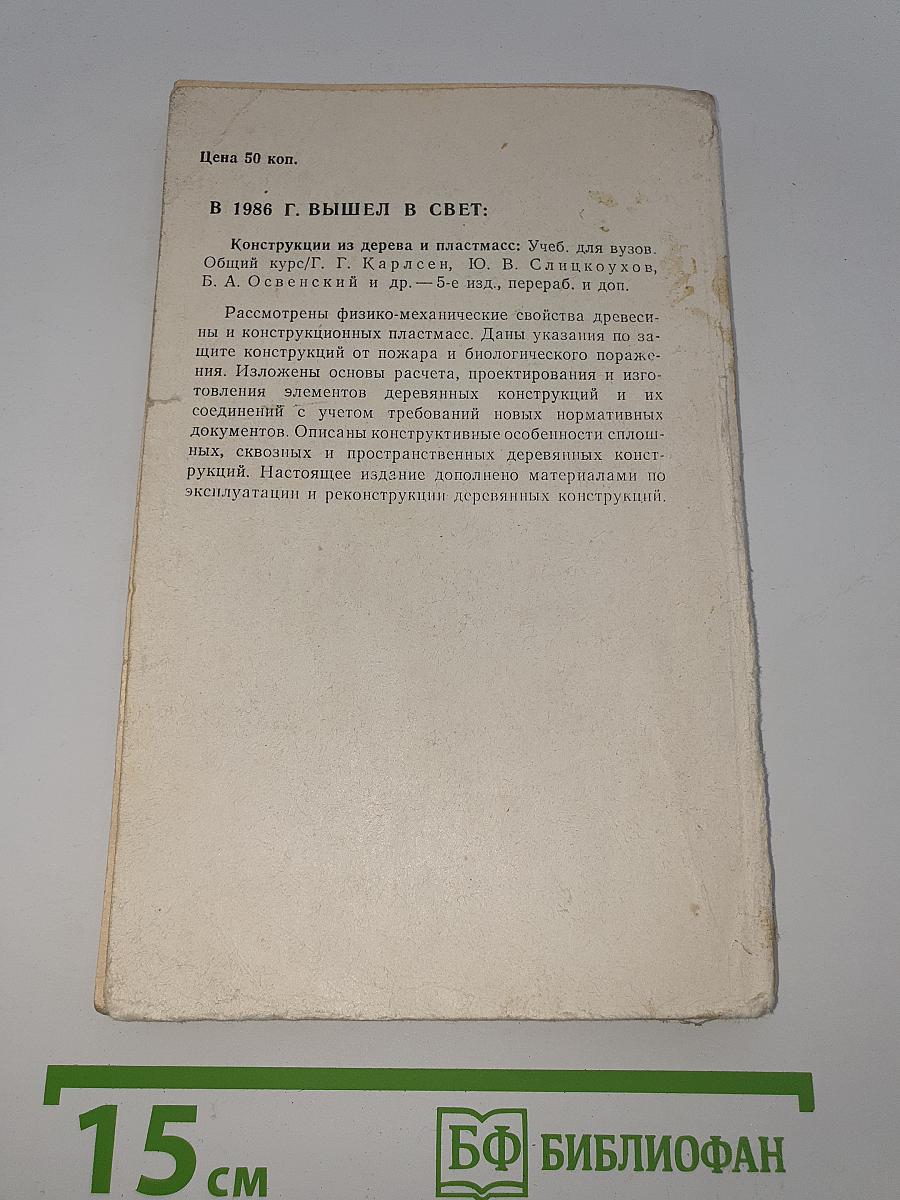 Цена 50 коп.
В 1986 Г. ВЫШЕЛ В СВЕТ:
Конструкции из дерева и пластмасс: Учеб. для вузов.
Общий курс/Г. Г. Карлсен, Ю. В. Слицкоухов,
Б. А. Освенский и др. — 5-е изд., перераб. и доп.
Рассмотрены физико-механические свойства древеси-
ны и конструкционных пластмасс. Даны указания по за-
щите конструкций от пожара и биологического пораже-
ния. Изложены основы расчета, проектирования и изго-
товления элементов деревянных конструкций и их
соединений с учетом требований новых нормативных
документов. Описаны конструктивные особенности сплош-
ных, сквозных и пространственных деревянных конст-
рукций. Настоящее издание дополнено материалами по
эксплуатации и реконструкции деревянных конструкций.
15 см
БФ БИБЛИОФАН